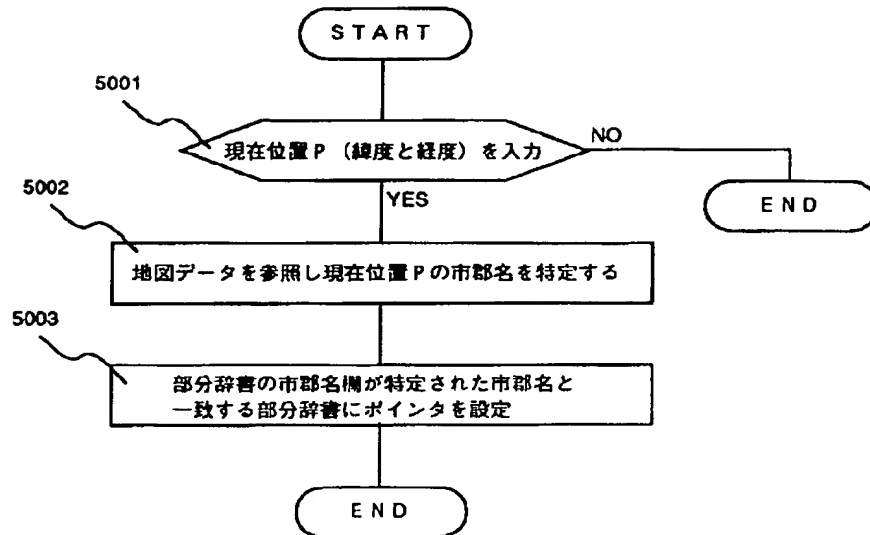 START
5001
現在位置P（緯度と経度）を入力
NO
END
YES
5002
地図データを参照し現在位置Pの市郡名を特定する
5003
部分辞書の市郡名欄が特定された市郡名と
一致する部分辞書にポインタを設定
END